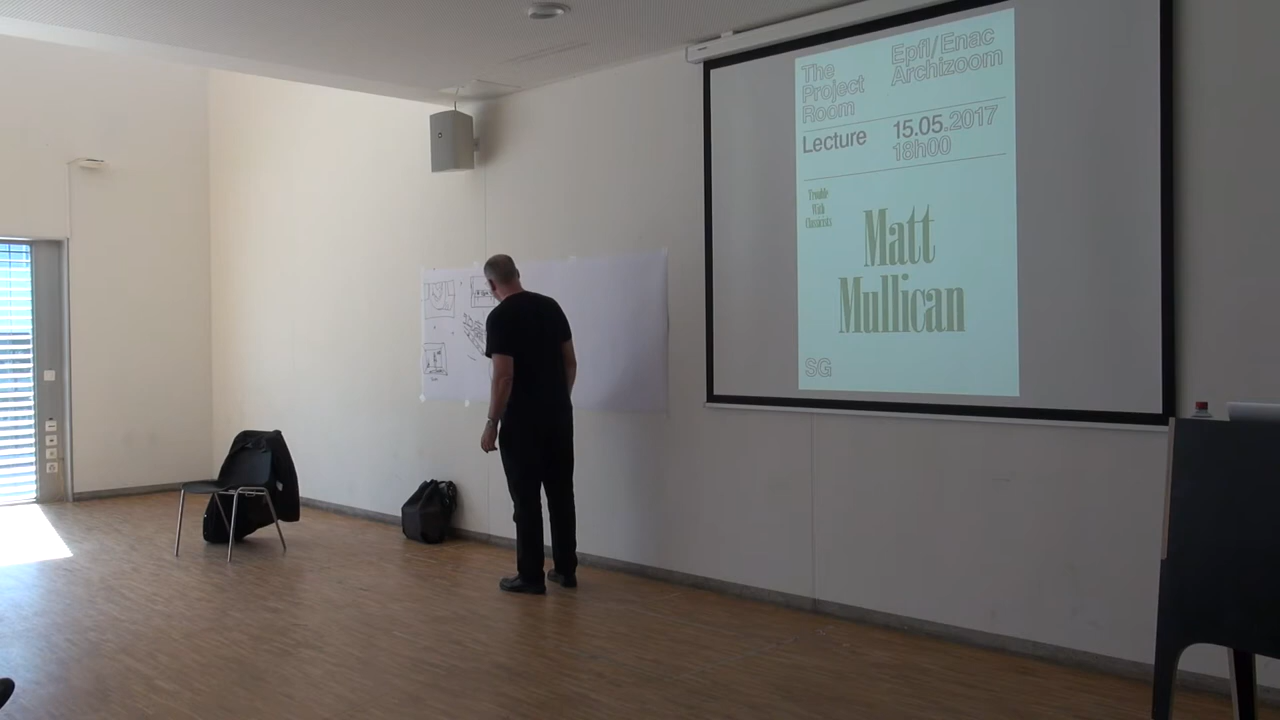 The
Project
Room
Epfl/Enac
Archizoom
Lecture
15.05.2017
18h00
Trouble
With
Classicists
Matt
Mullican
SG